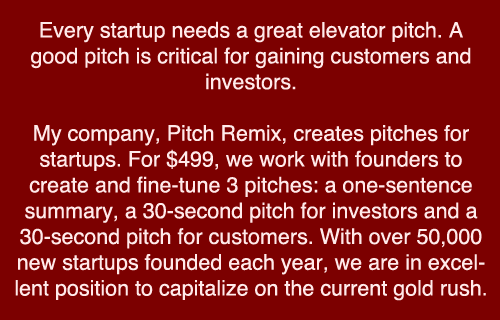 Every startup needs a great elevator pitch. A
good pitch is critical for gaining customers and
investors.
My company, Pitch Remix, creates pitches for
startups. For $499, we work with founders to
create and fine-tune 3 pitches: a one-sentence
summary, a 30-second pitch for investors and a
30-second pitch for customers. With over 50,000
new startups founded each year, we are in excel-
lent position to capitalize on the current gold rush.